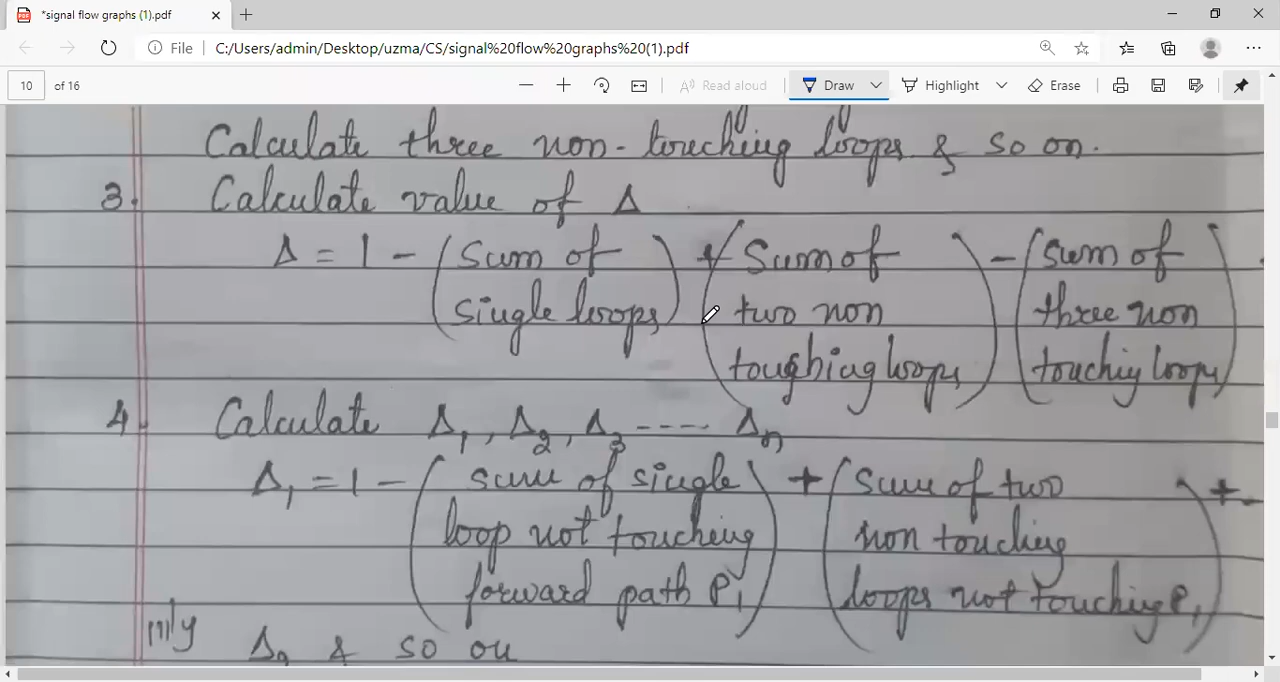 *signal flow graphs (1).pdf
File C:/Users/admin/Desktop/uzma/CS/signal%20flow%20graphs%20(1).pdf
10 of 16 Read aloud Draw Highlight Erase
Calculate three non-touching loops & so on.
3. Calculate value of Δ
Δ = 1 - (Sum of single loops) + (Sum of two non touching loops) - (Sum of three non touching loops)
4. Calculate Δ1, Δ2, Δ3 ---- Δn
Δ1 = 1 - (sum of single loop not touching forward path P1) + (Sum of two non touching loops not touching P1) + -
|||ly Δ2 & so on